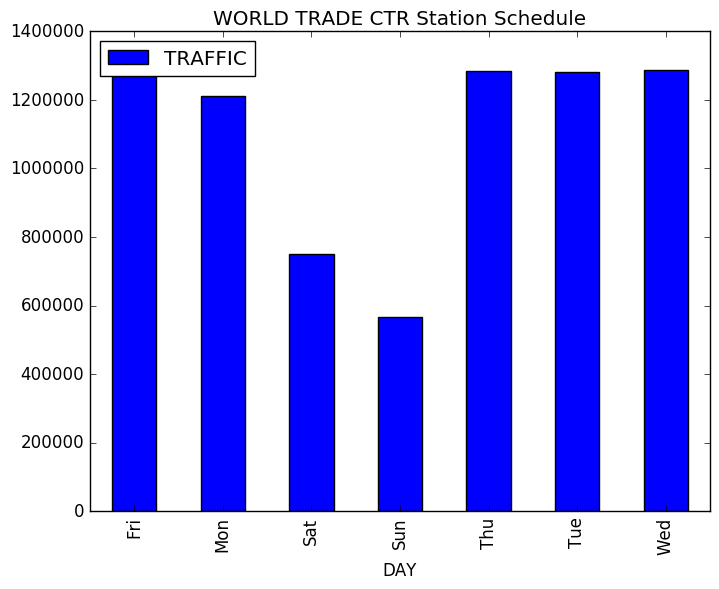 WORLD TRADE CTR Station Schedule
1400000
TRAFFIC
1200000
1000000
800000
600000
400000
200000
0
Fri
Mon
Sat
Sun
Thu
Tue
Wed
DAY